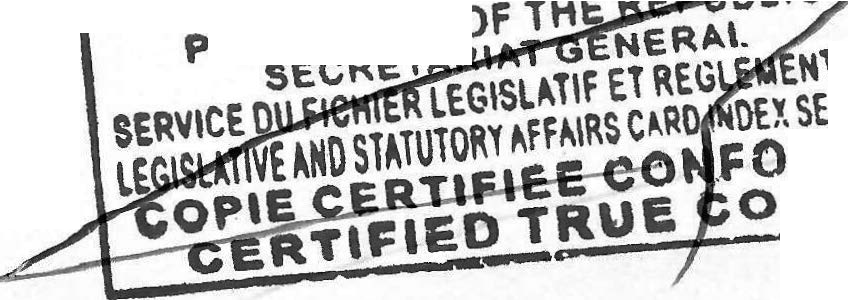 P OF THE REPUBLI
SECRETARIAT GENERAL
SERVICE DU FICHIER LEGISLATIF ET REGLEMENT
LEGISLATIVE AND STATUTORY AFFAIRS CARD INDEX SE
COPIE CERTIFIEE CONFO
CERTIFIED TRUE CO